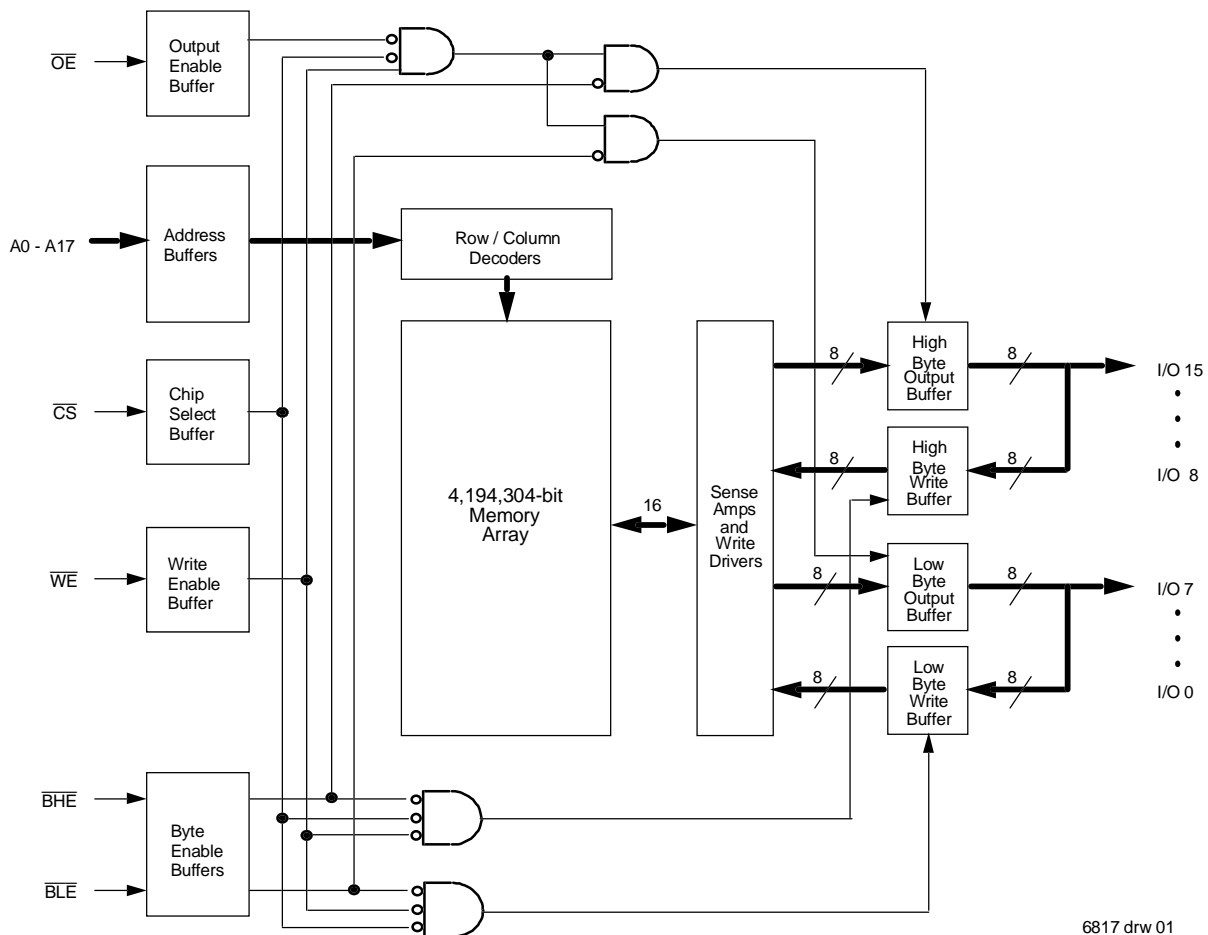 OE
Output
Enable
Buffer
A0 - A17
Address
Buffers
Row / Column
Decoders
CS
Chip
Select
Buffer
4,194,304-bit
Memory
Array
16
Sense
Amps
and
Write
Drivers
8
High
Byte
Output
Buffer
8
I/O 15
8
High
Byte
Write
Buffer
8
I/O 8
8
Low
Byte
Output
Buffer
8
I/O 7
8
Low
Byte
Write
Buffer
8
I/O 0
WE
Write
Enable
Buffer
BHE
Byte
Enable
Buffers
BLE
6817 drw 01